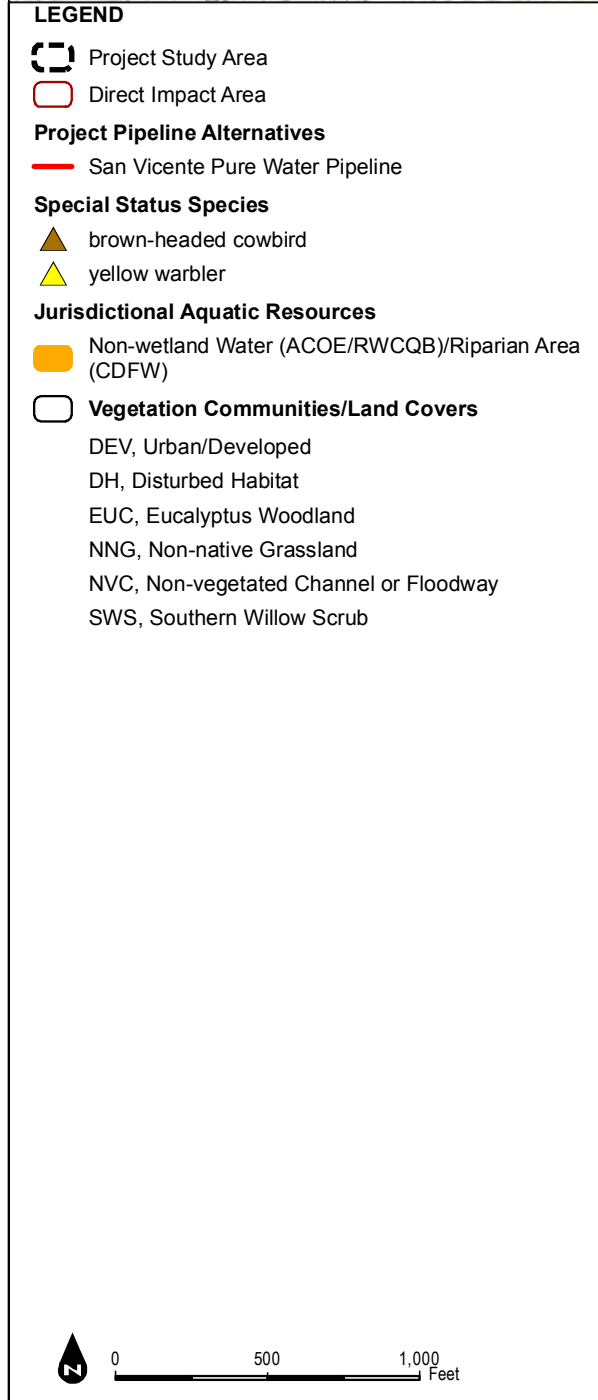 LEGEND
Project Study Area
Direct Impact Area
Project Pipeline Alternatives
San Vicente Pure Water Pipeline
Special Status Species
brown-headed cowbird
yellow warbler
Jurisdictional Aquatic Resources
Non-wetland Water (ACOE/RWCQB)/Riparian Area
(CDFW)
Vegetation Communities/Land Covers
DEV, Urban/Developed
DH, Disturbed Habitat
EUC, Eucalyptus Woodland
NNG, Non-native Grassland
NVC, Non-vegetated Channel or Floodway
SWS, Southern Willow Scrub
N 0 500 1,000
Feet